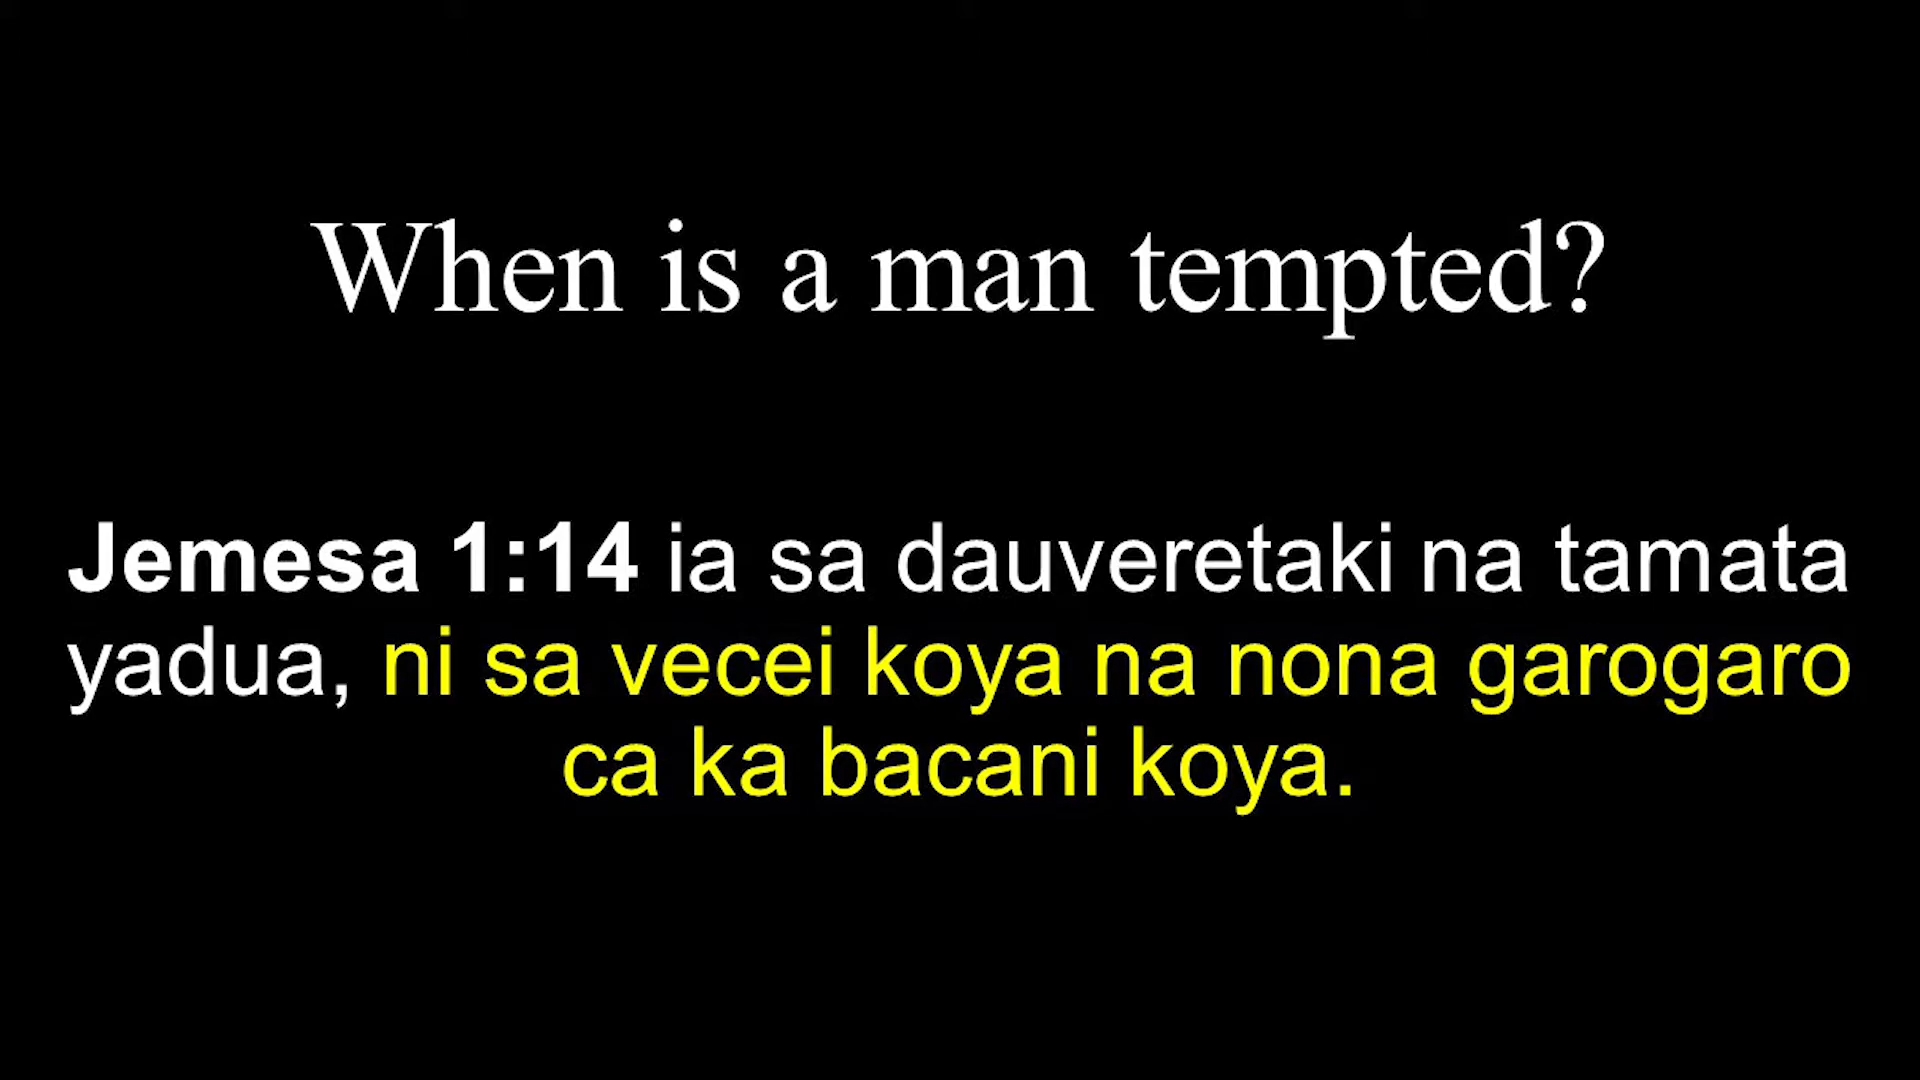 When is a man tempted?
Jemesa 1:14 ia sa dauveretaki na tamata
yadua, ni sa vecei koya na nona garogaro
ca ka bacani koya.